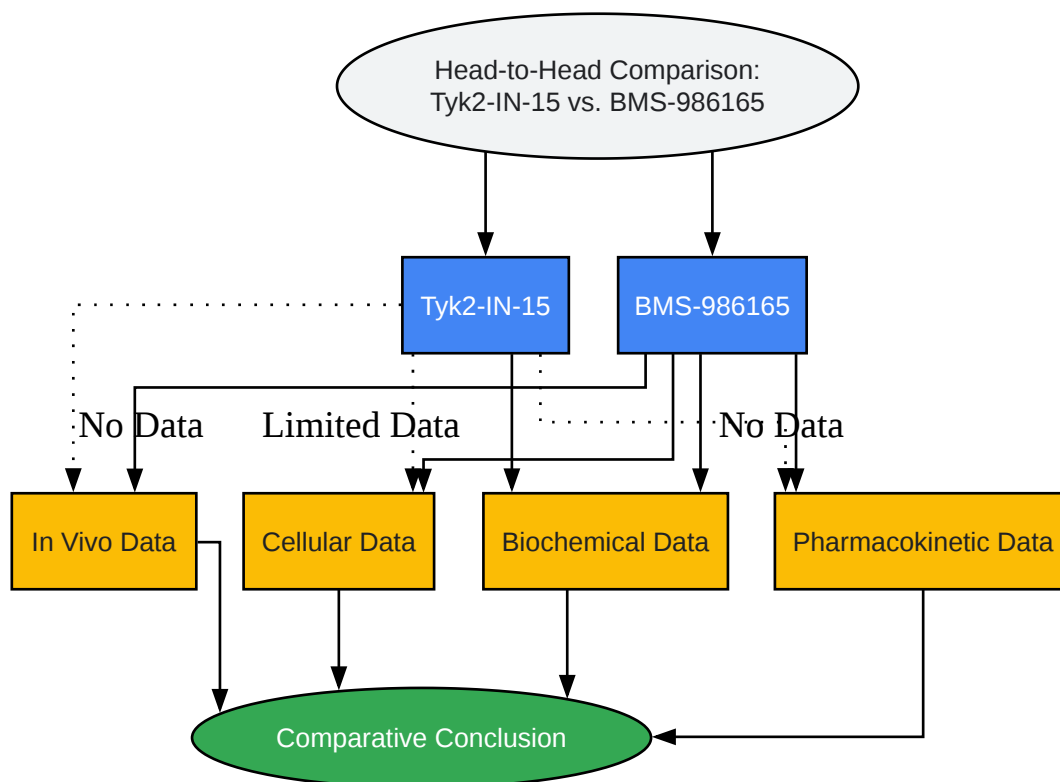 Head-to-Head Comparison:
Tyk2-IN-15 vs. BMS-986165
Tyk2-IN-15
BMS-986165
No Data
Limited Data
No Data
In Vivo Data
Cellular Data
Biochemical Data
Pharmacokinetic Data
Comparative Conclusion